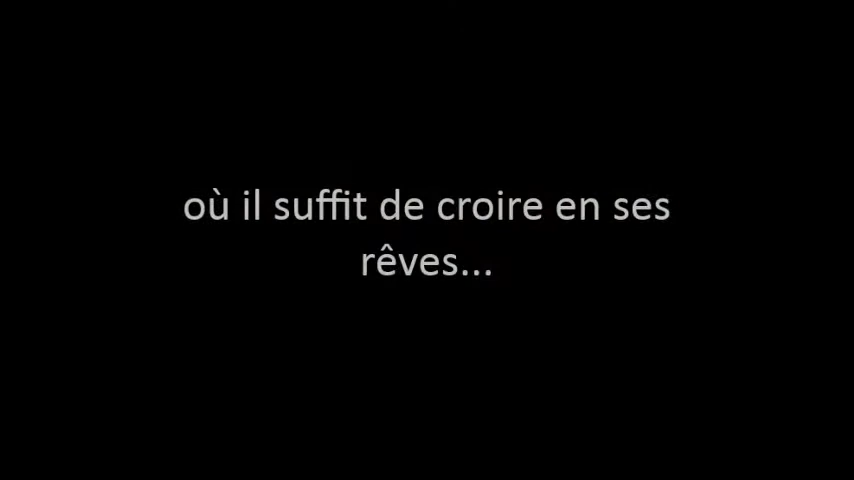 où il suffit de croire en ses
rêves...